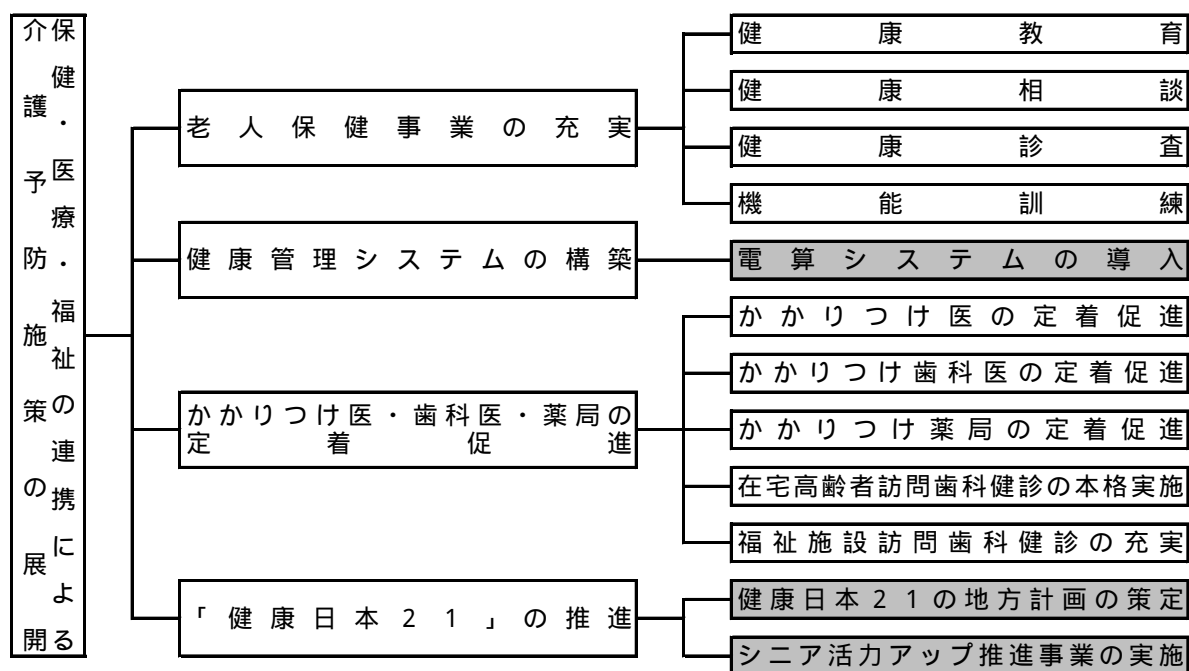 保健・医療・福祉の連携による
介護予防施策の展開
老人保健事業の充実
健康教育
健康相談
健康診査
機能訓練
健康管理システムの構築
電算システムの導入
かかりつけ医・歯科医・薬局の
定着促進
かかりつけ医の定着促進
かかりつけ歯科医の定着促進
かかりつけ薬局の定着促進
在宅高齢者訪問歯科健診の本格実施
福祉施設訪問歯科健診の充実
「健康日本21」の推進
健康日本21の地方計画の策定
シニア活力アップ推進事業の実施